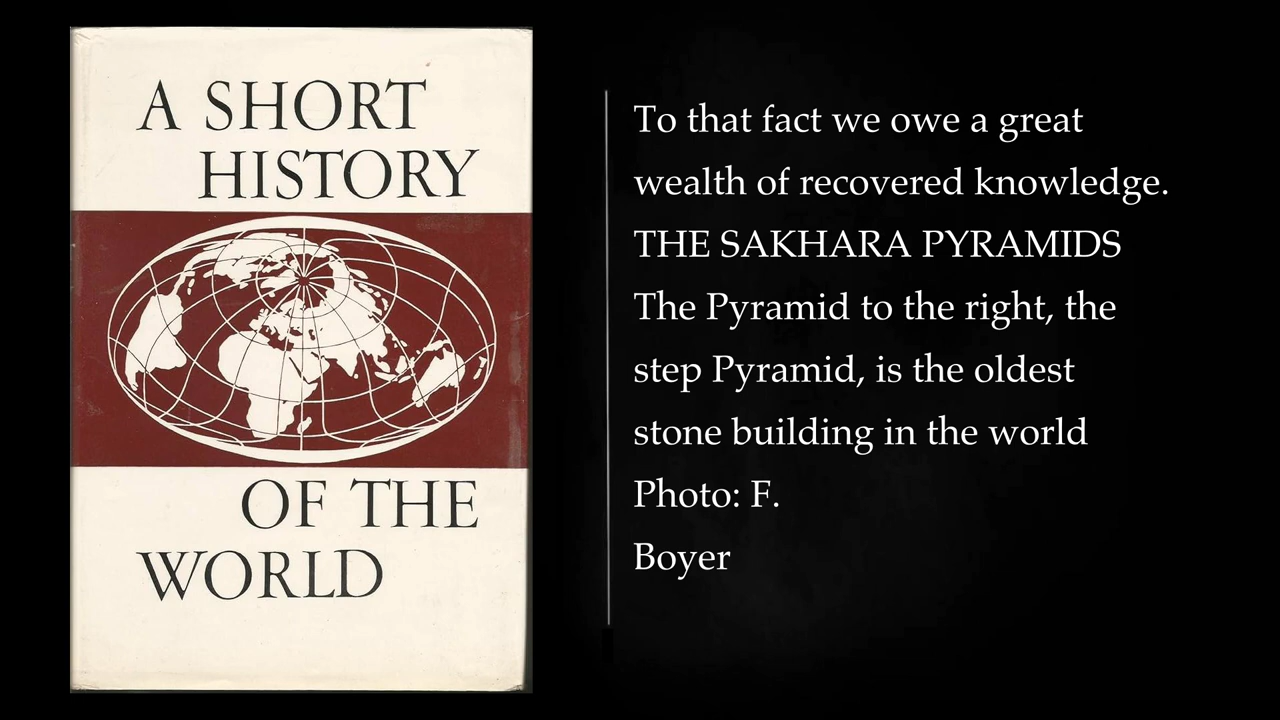 A SHORT
HISTORY
OF THE
WORLD
To that fact we owe a great
wealth of recovered knowledge.
THE SAKHARA PYRAMIDS
The Pyramid to the right, the
step Pyramid, is the oldest
stone building in the world
Photo: F.
Boyer